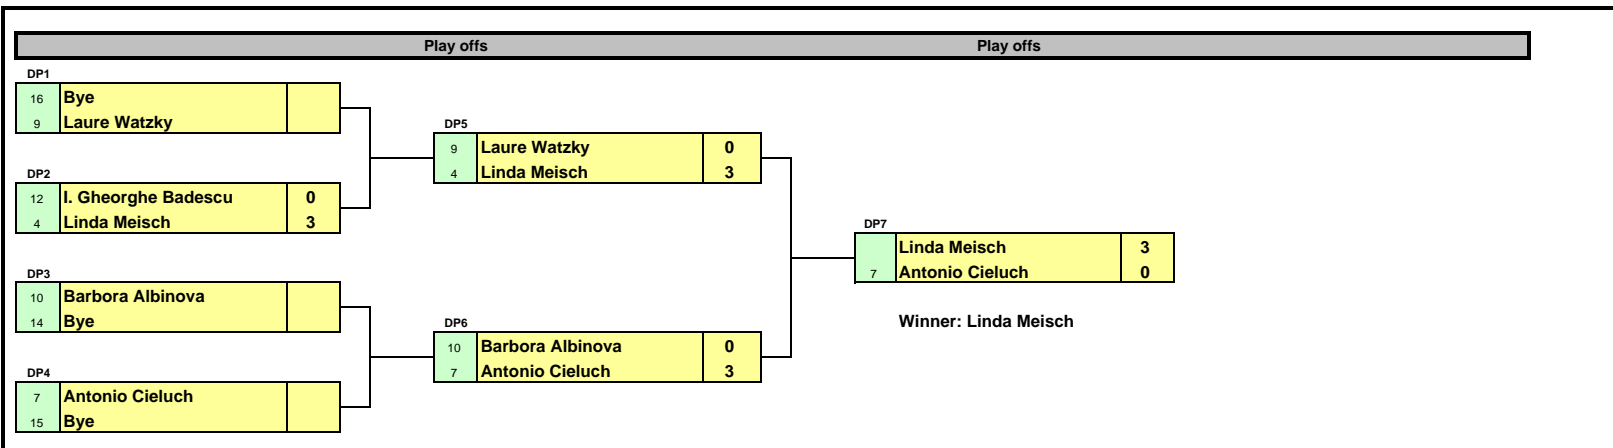 Play offs Play offs
DP1
16 Bye
9 Laure Watzky
DP2
12 I. Gheorghe Badescu 0
4 Linda Meisch 3
DP3
10 Barbora Albinova
14 Bye
DP4
7 Antonio Cieluch
15 Bye
DP5
9 Laure Watzky 0
4 Linda Meisch 3
DP6
10 Barbora Albinova 0
7 Antonio Cieluch 3
DP7
Linda Meisch 3
7 Antonio Cieluch 0
Winner: Linda Meisch